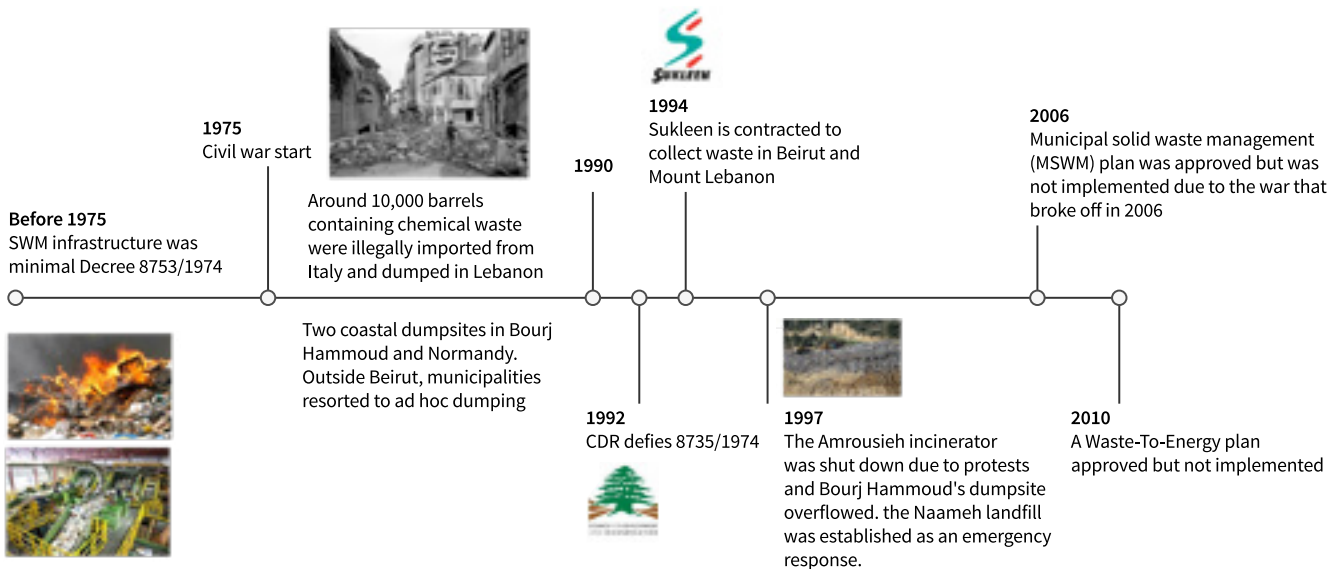 SUKLEEN
1994
Sukleen is contracted to
collect waste in Beirut and
Mount Lebanon
2006
Municipal solid waste management
(MSWM) plan was approved but was
not implemented due to the war that
broke off in 2006
1975
Civil war start
1990
Around 10,000 barrels
containing chemical waste
were illegally imported from
Italy and dumped in Lebanon
Before 1975
SWM infrastructure was
minimal Decree 8753/1974
Two coastal dumpsites in Bourj
Hammoud and Normandy.
Outside Beirut, municipalities
resorted to ad hoc dumping
1992
CDR defies 8735/1974
1997
The Amrousieh incinerator
was shut down due to protests
and Bourj Hammoud's dumpsite
overflowed. the Naameh landfill
was established as an emergency
response.
2010
A Waste-To-Energy plan
approved but not implemented